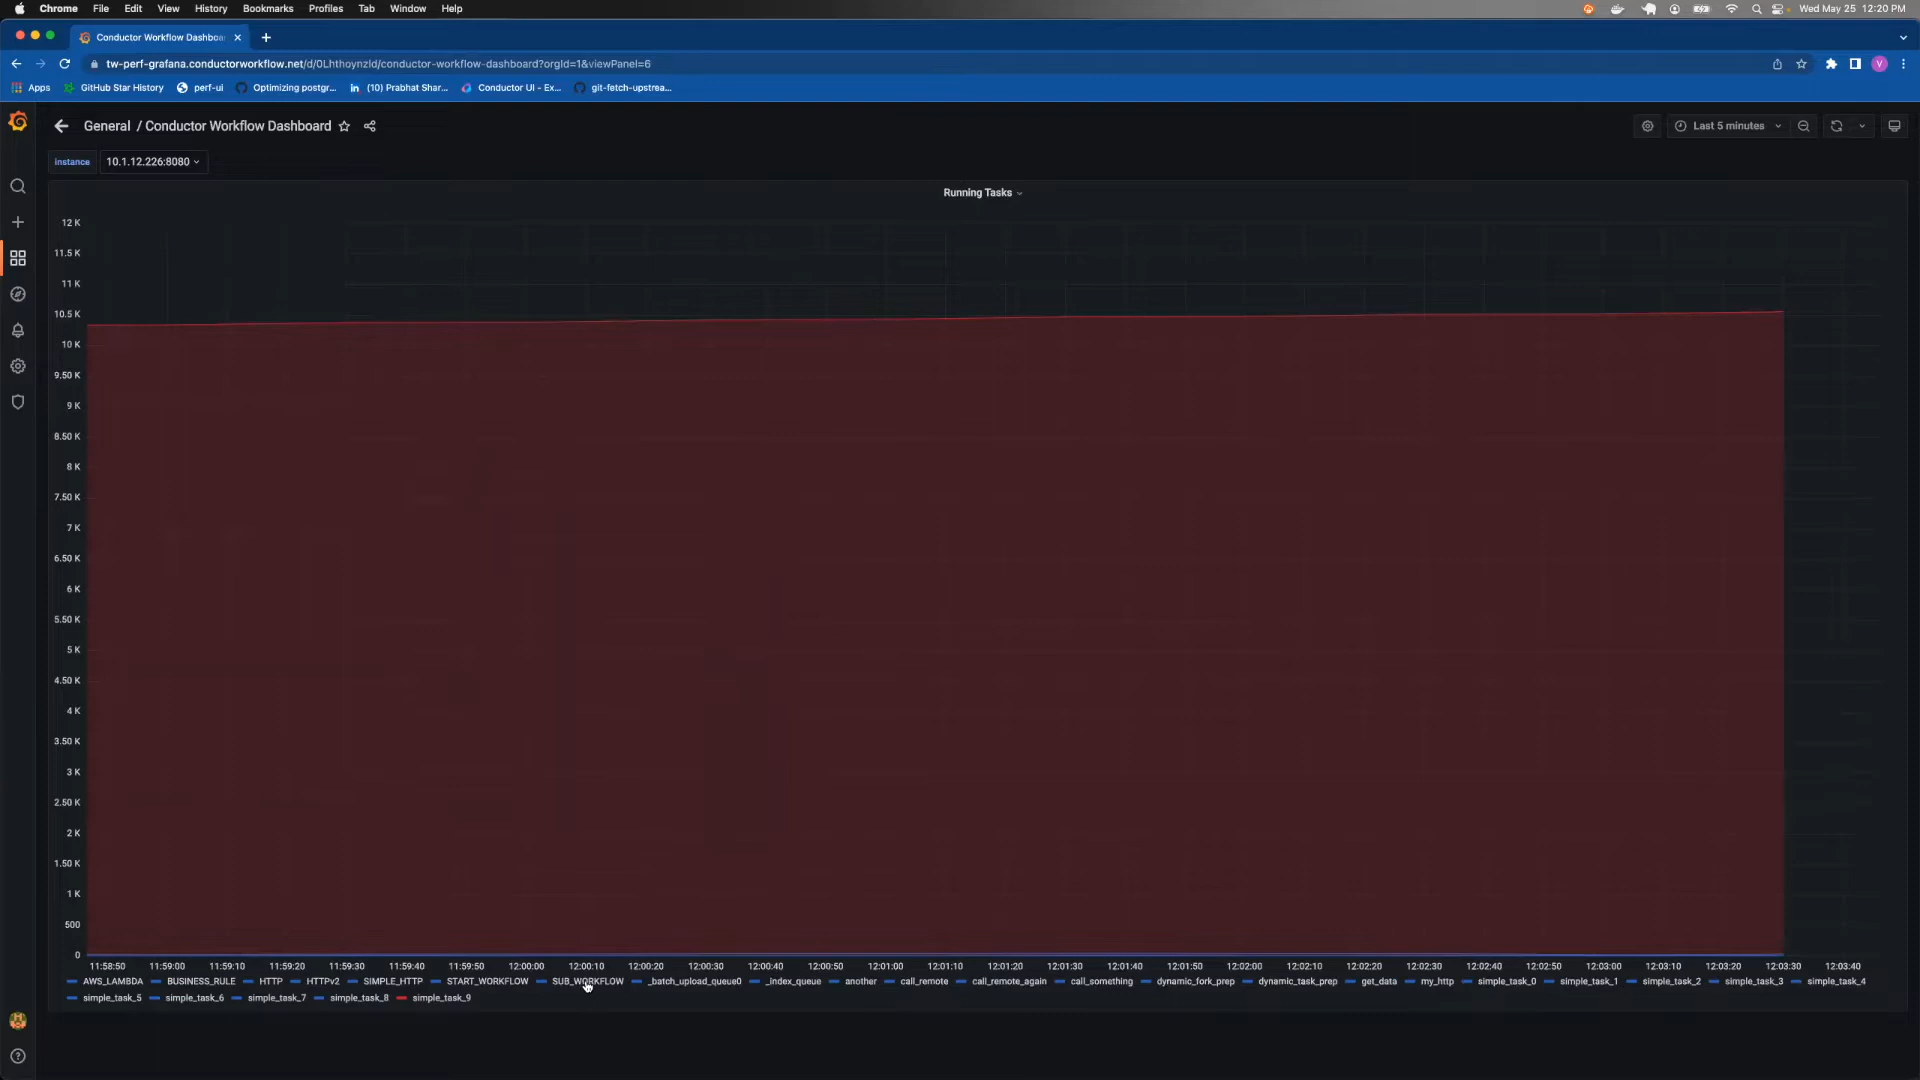 Chrome File Edit View History Bookmarks Profiles Tab Window Help Wed May 25 12:20 PM
Conductor Workflow Dashboa
tw-perf-grafana.conductorworkflow.net/d/0Lhthoynzld/conductor-workflow-dashboard?orgId=1&viewPanel=6
V
Apps GitHub Star History perf-ui Optimizing postgr... (10) Prabhat Shar... Conductor UI - Ex... git-fetch-upstrea...
General / Conductor Workflow Dashboard Last 5 minutes
instance 10.1.12.226:8080
Running Tasks
12 K
11.5 K
11 K
10.5 K
10 K
9.50 K
9 K
8.50 K
8 K
7.50 K
7 K
6.50 K
6 K
5.50 K
5 K
4.50 K
4 K
3.50 K
3 K
2.50 K
2 K
1.50 K
1 K
500
0
11:58:50 11:59:00 11:59:10 11:59:20 11:59:30 11:59:40 11:59:50 12:00:00 12:00:10 12:00:20 12:00:30 12:00:40 12:00:50 12:01:00 12:01:10 12:01:20 12:01:30 12:01:40 12:01:50 12:02:00 12:02:10 12:02:20 12:02:30 12:02:40 12:02:50 12:03:00 12:03:10 12:03:20 12:03:30 12:03:40
AWS_LAMBDA BUSINESS_RULE HTTP HTTPv2 SIMPLE_HTTP START_WORKFLOW SUB_WORKFLOW _batch_upload_queue0 _index_queue another call_remote call_remote_again call_something dynamic_fork_prep dynamic_task_prep get_data my_http simple_task_0 simple_task_1 simple_task_2 simple_task_3 simple_task_4
simple_task_5 simple_task_6 simple_task_7 simple_task_8 simple_task_9